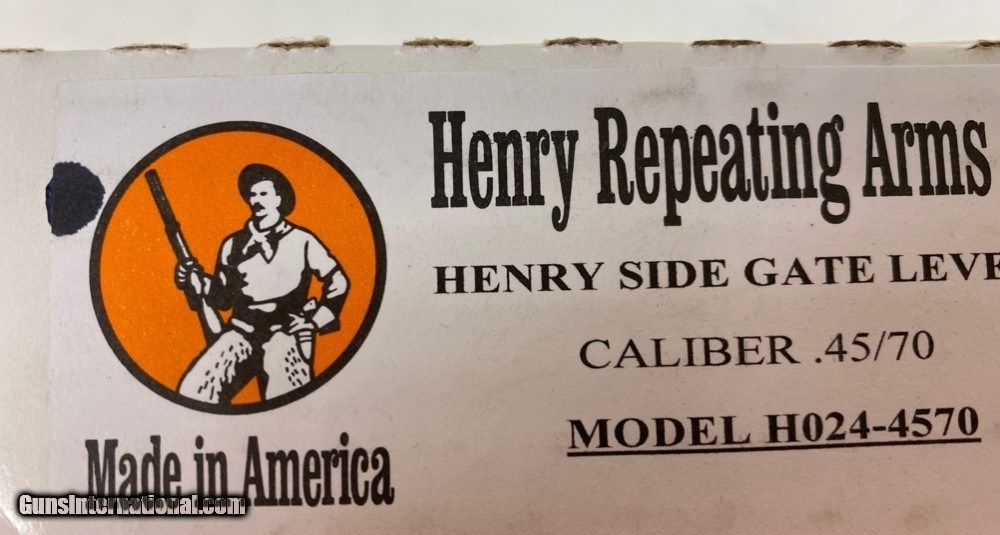 Henry Repeating Arms
HENRY SIDE GATE LEVE
CALIBER .45/70
MODEL H024-4570
Made in America
GunsInternational.com